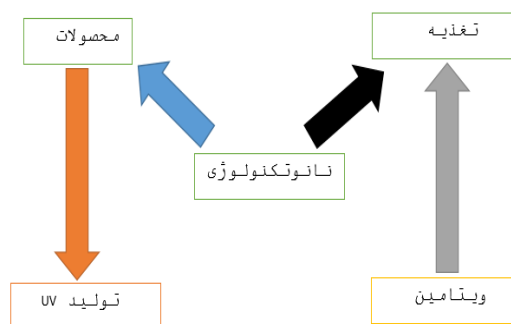 تغذیه
محصولات
نانوتکنولوژی
ویتامین
تولید UV